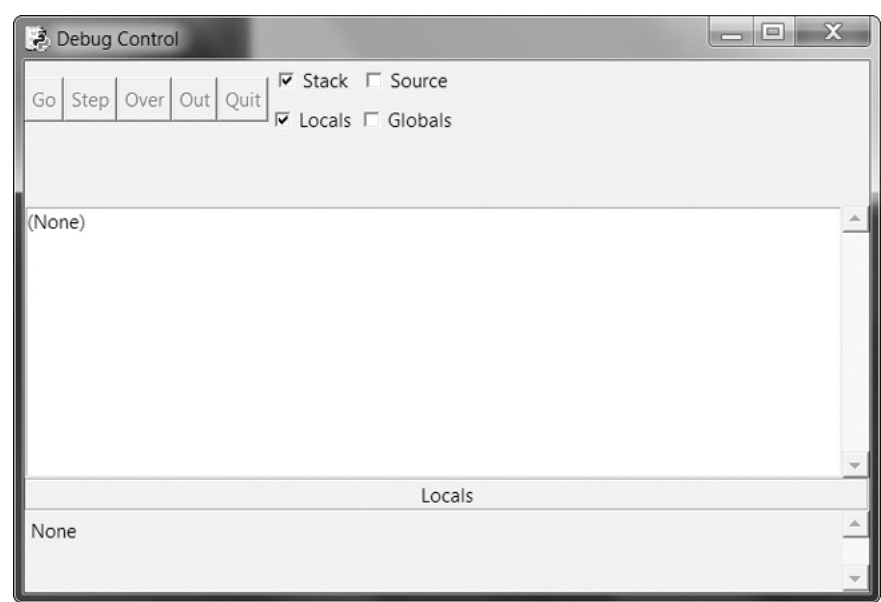 Debug Control
Go Step Over Out Quit
Stack Source
Locals Globals
(None)
Locals
None